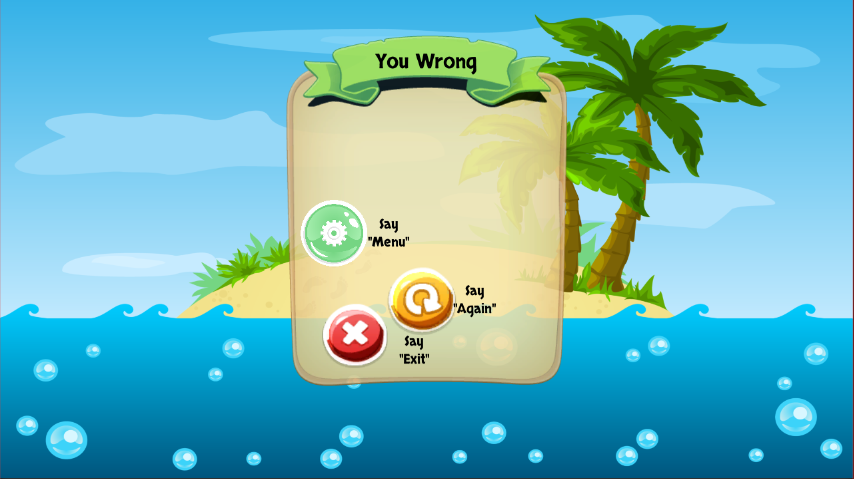 You Wrong
Say
"Menu"
Say
"Again"
Say
"Exit"